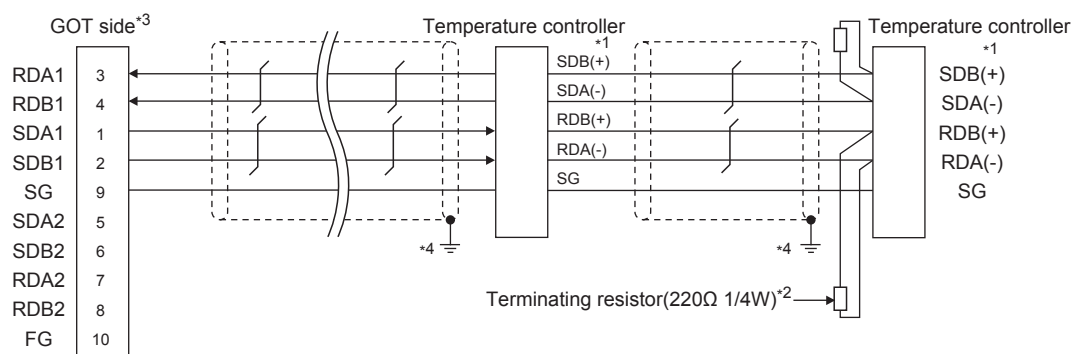 GOT side*3
Temperature controller
Temperature controller
*1
*1
RDA1 3 SDB(+) SDB(+)
RDB1 4 SDA(-) SDA(-)
SDA1 1 RDB(+) RDB(+)
SDB1 2 RDA(-) RDA(-)
SG 9 SG SG
SDA2 5
SDB2 6
*4
*4
RDA2 7
RDB2 8
Terminating resistor(220Ω 1/4W)*2
FG 10